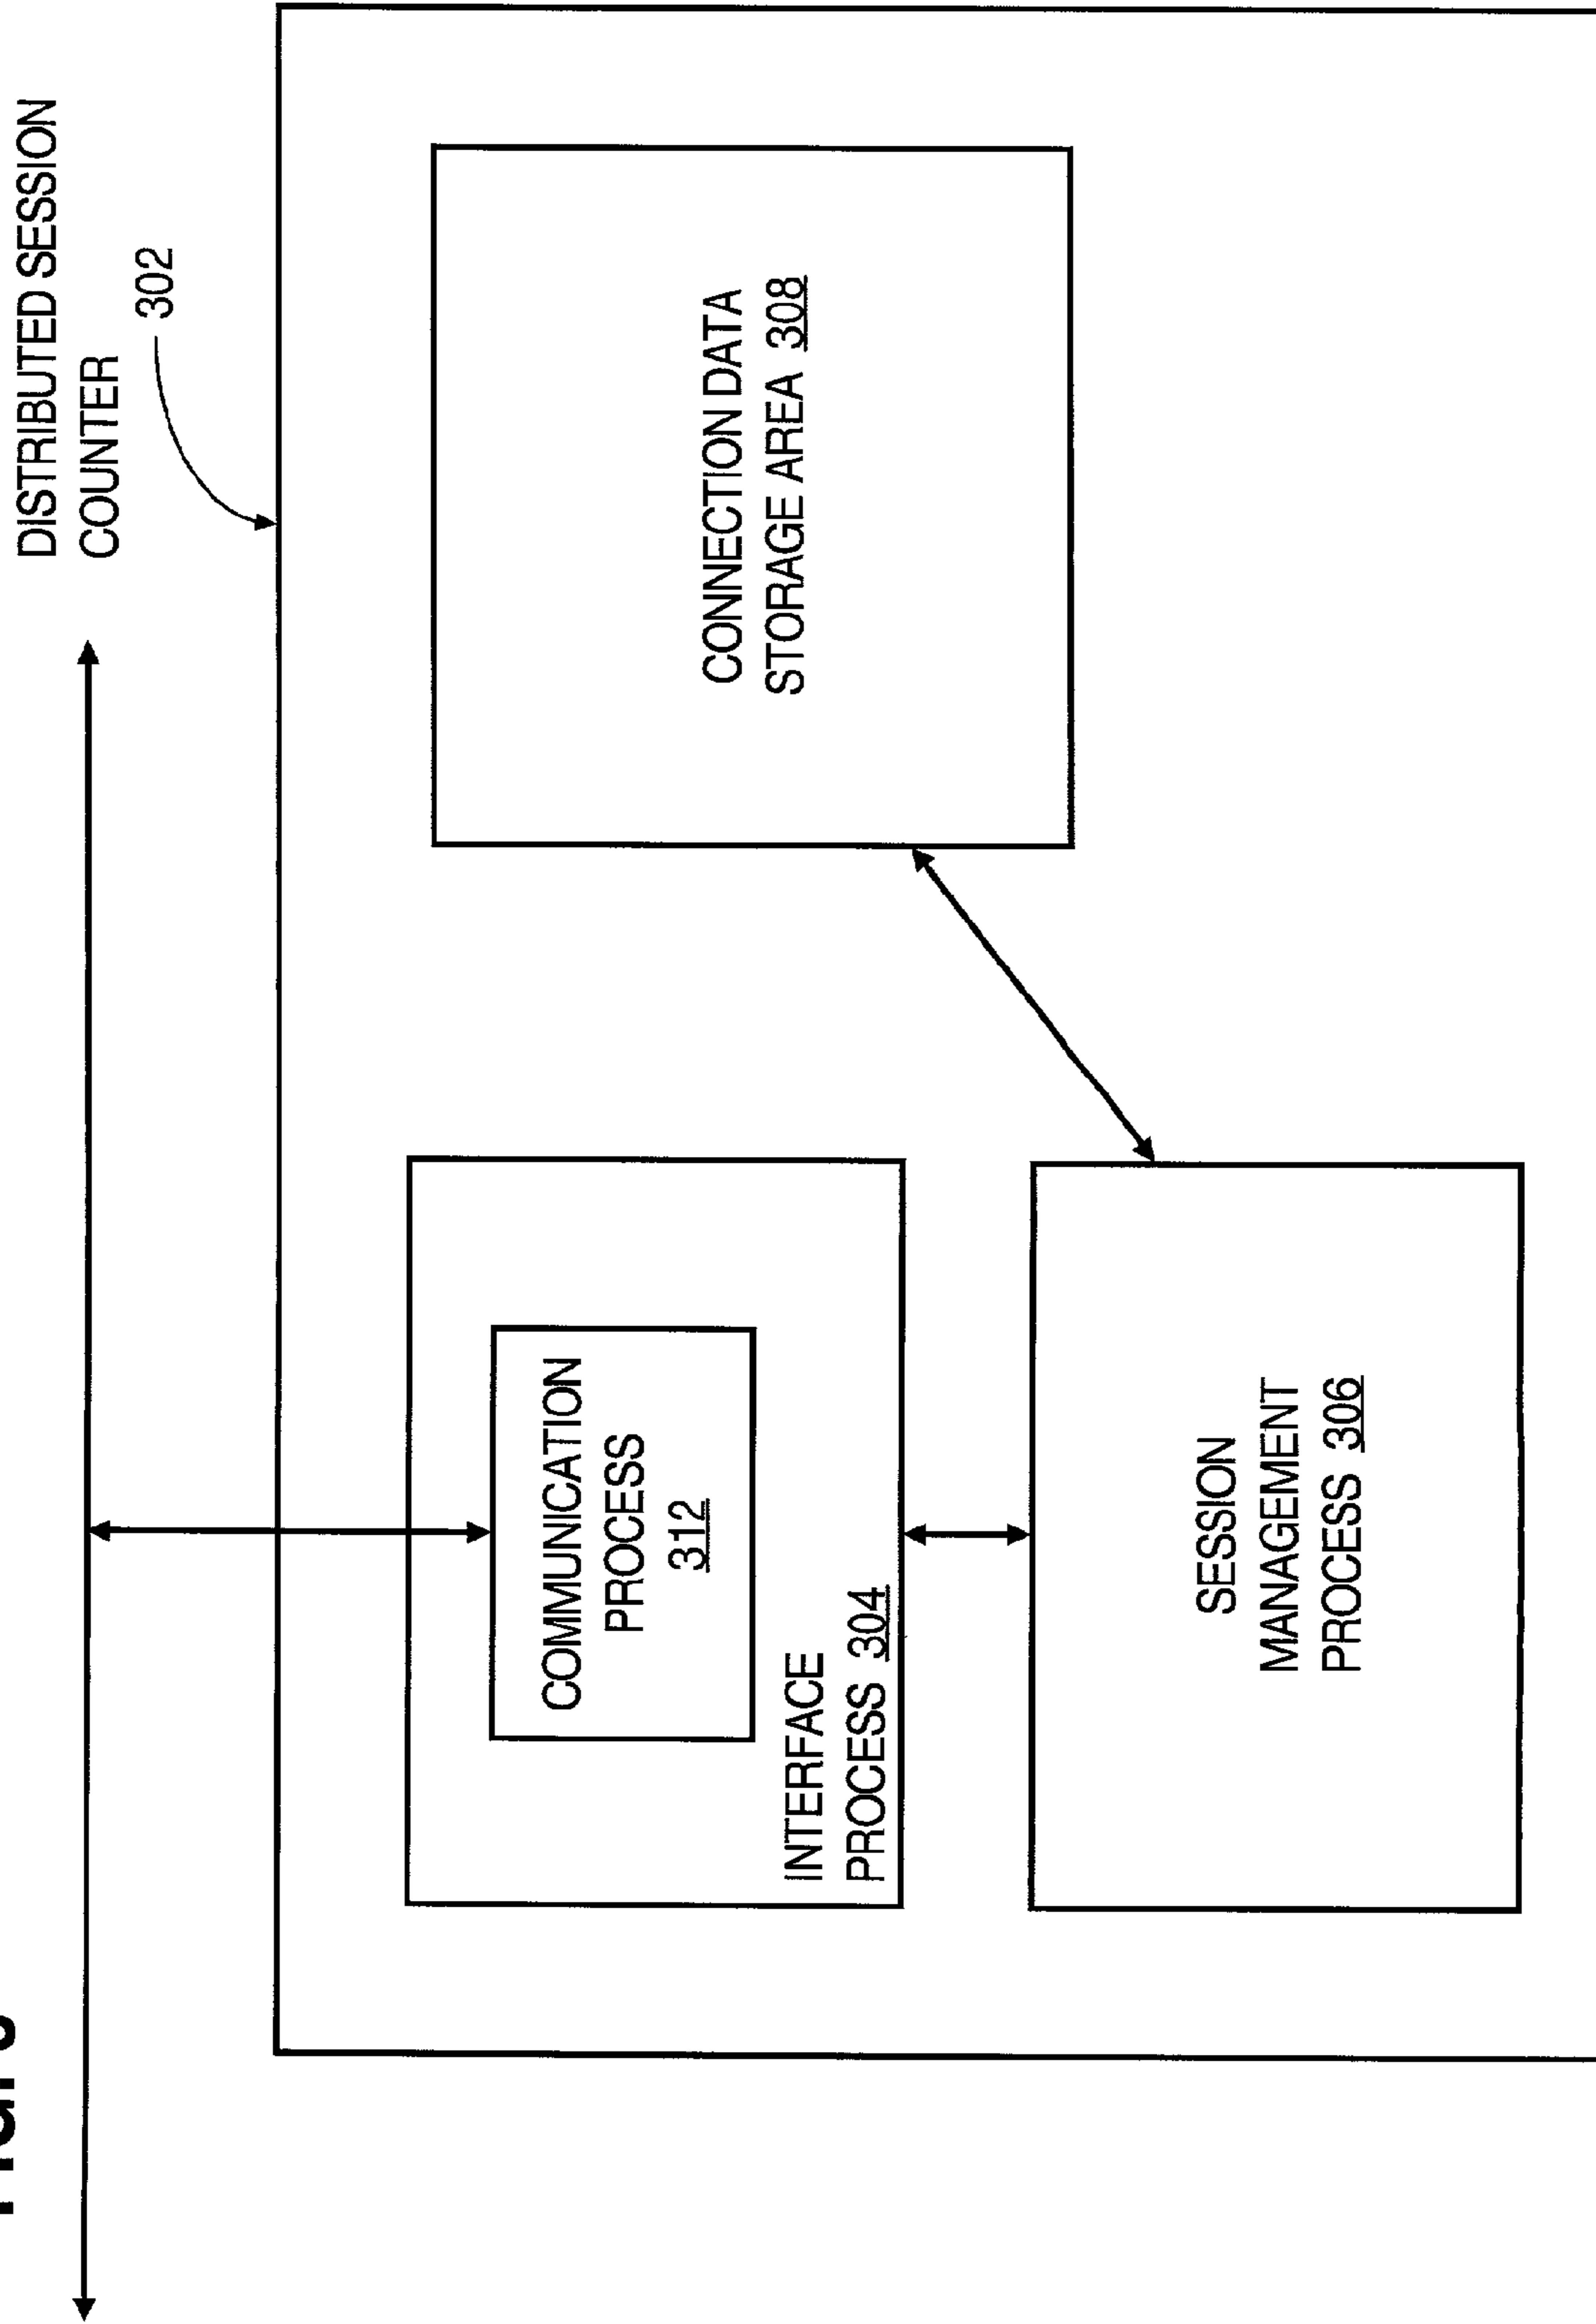 DISTRIBUTED SESSION
COUNTER
302
COMMUNICATION
PROCESS
312
INTERFACE
PROCESS 304
SESSION
MANAGEMENT
PROCESS 306
CONNECTION DATA
STORAGE AREA 308